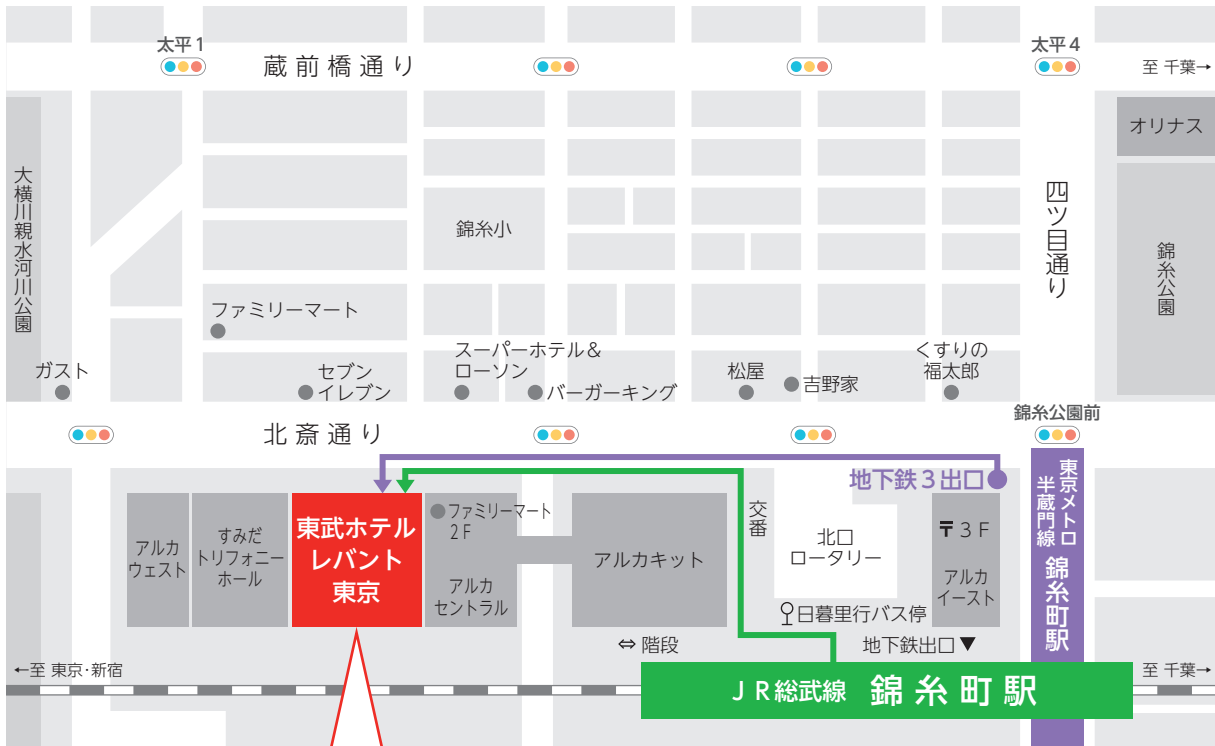 太平1
太平4
蔵前橋通り
至 千葉→
オリナス
大横川親水河川公園
四ツ目通り
錦糸小
錦糸公園
ファミリーマート
ガスト
セブン
イレブン
スーパーホテル&
ローソン
バーガーキング
松屋
吉野家
くすりの
福太郎
錦糸公園前
北斎通り
地下鉄3出口
東京メトロ
半蔵門線
錦糸町駅
アルカ
ウェスト
すみだ
トリフォニー
ホール
東武ホテル
レバント
東京
ファミリーマート
2F
アルカ
セントラル
アルカキット
交番
北口
ロータリー
〒3F
アルカ
イースト
日暮里行バス停
⇔ 階段
地下鉄出口▼
←至 東京・新宿
JR総武線 錦糸町駅
至 千葉→